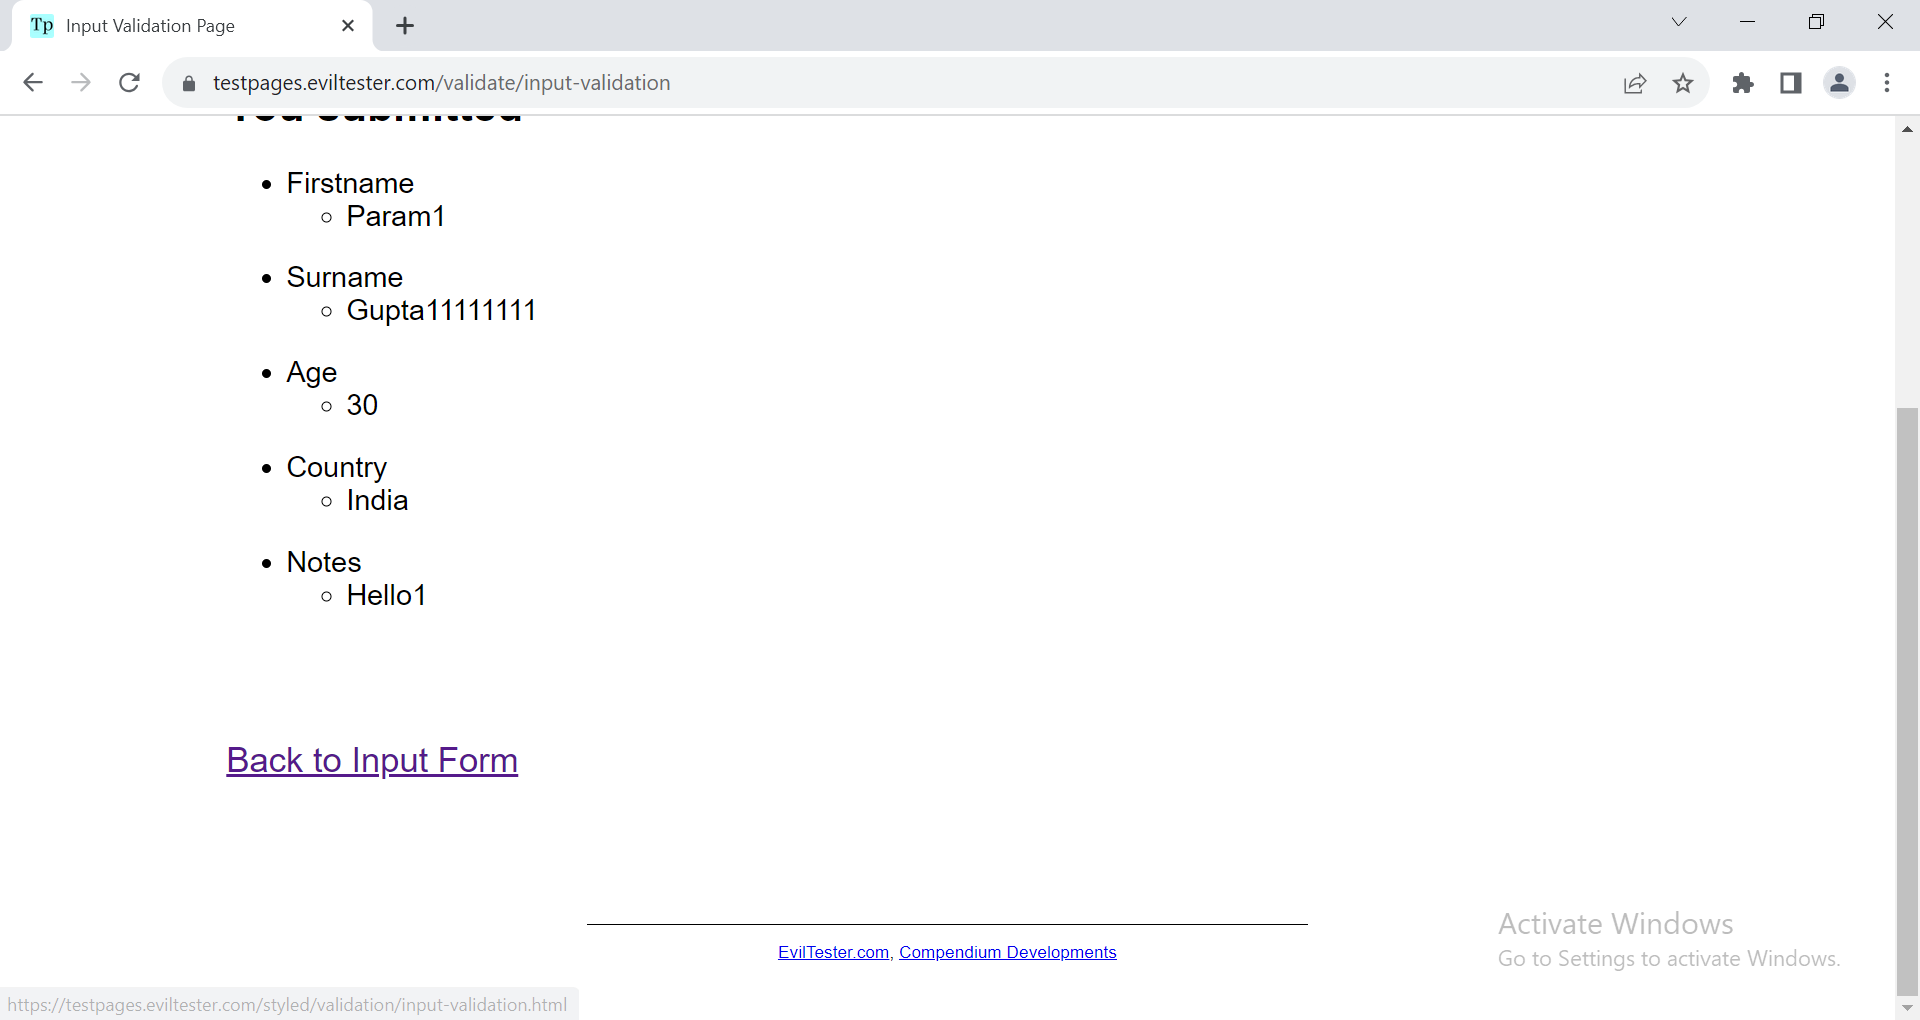 Tp Input Validation Page
testpages.eviltester.com/validate/input-validation
You submitted
Firstname
Param1
Surname
Gupta11111111
Age
30
Country
India
Notes
Hello1
Back to Input Form
EvilTester.com, Compendium Developments
Activate Windows
Go to Settings to activate Windows.
https://testpages.eviltester.com/styled/validation/input-validation.html